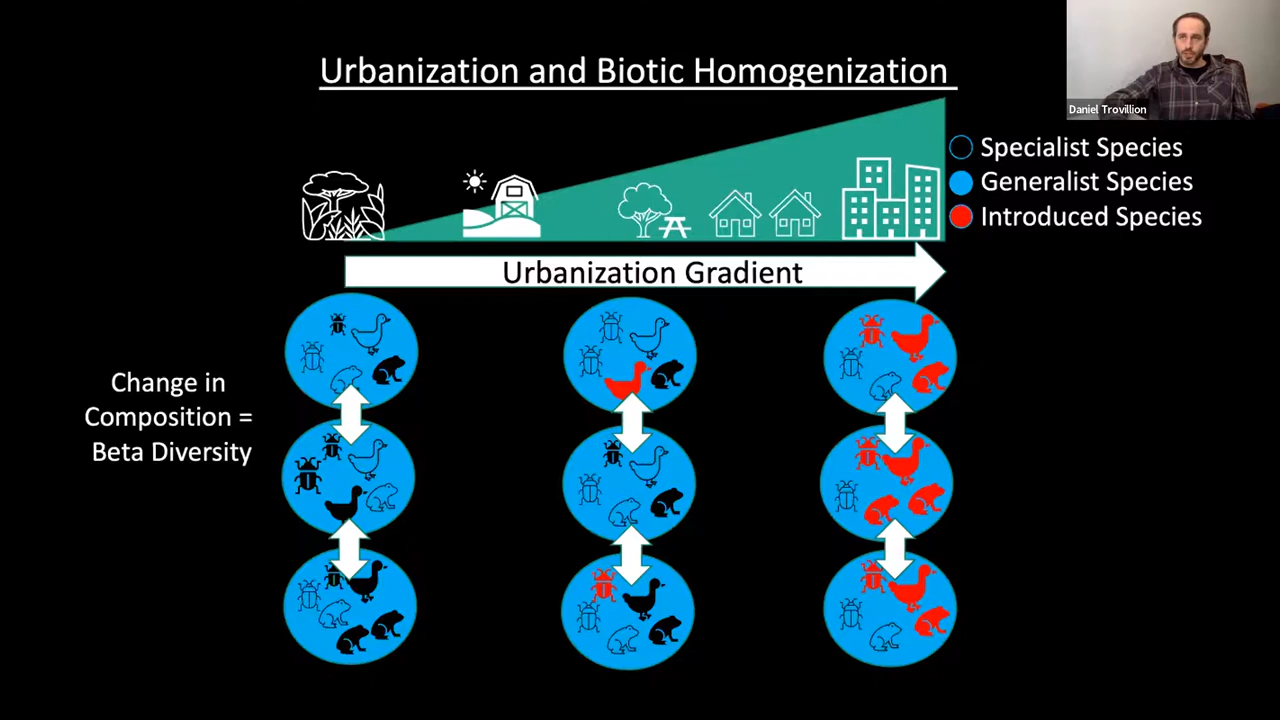 Urbanization and Biotic Homogenization
Daniel Trovillion
Specialist Species
Generalist Species
Introduced Species
Urbanization Gradient
Change in
Composition =
Beta Diversity